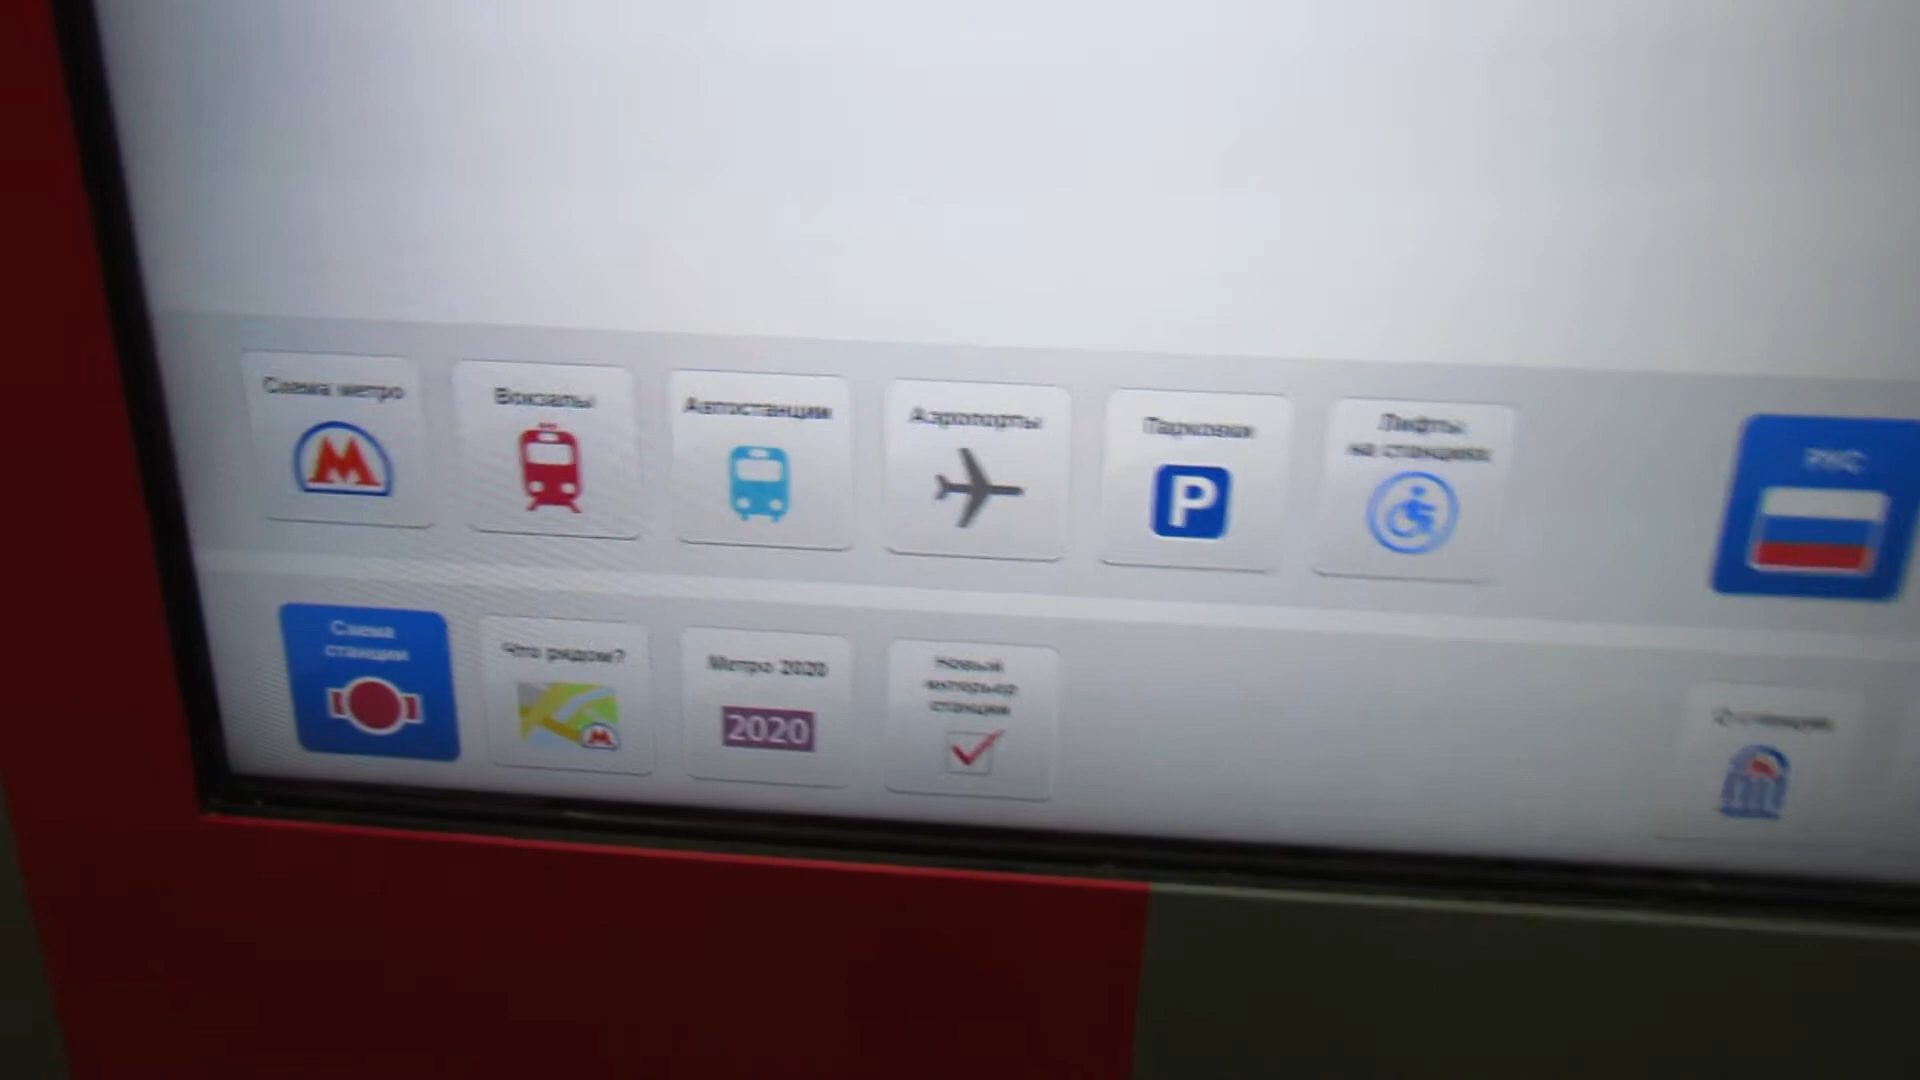 Схема метро
Вокзалы
Автостанции
Аэропорты
Парковки
Лифты
на станциях
РУС
М
P
Схема
станции
Что рядом?
Метро 2020
2020
Новый
интерьер
станции
О станции